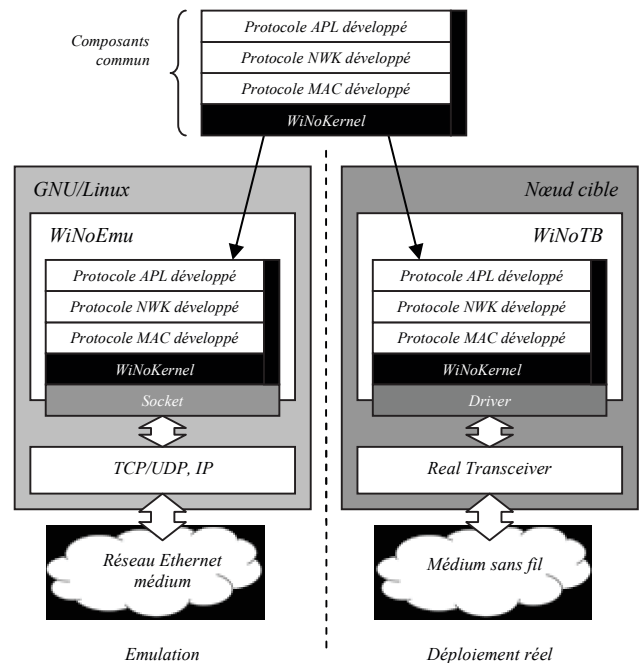 Composants
commun
Protocole APL développé
Protocole NWK développé
Protocole MAC développé
WiNoKernel
GNU/Linux
WiNoEmu
Protocole APL développé
Protocole NWK développé
Protocole MAC développé
WiNoKernel
Socket
TCP/UDP, IP
Réseau Ethernet
médium
Emulation
Nœud cible
WiNoTB
Protocole APL développé
Protocole NWK développé
Protocole MAC développé
WiNoKernel
Driver
Real Transceiver
Médium sans fil
Déploiement réel